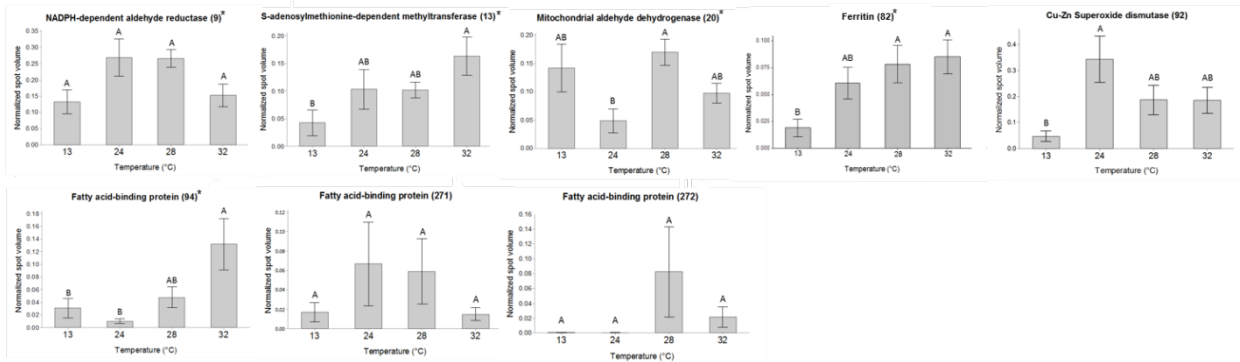 NADPH-dependent aldehyde reductase (9)*
Normalized spot volume
0.35
0.30
0.25
0.20
0.15
0.10
0.05
0.00
A
A
A
A
13
24
28
32
Temperature (°C)
S-adenosylmethionine-dependent methyltransferase (13)*
Normalized spot volume
0.20
0.15
0.10
0.05
0.00
B
AB
AB
A
13
24
28
32
Temperature (°C)
Mitochondrial aldehyde dehydrogenase (20)*
Normalized spot volume
0.20
0.15
0.10
0.05
0.00
AB
B
A
AB
13
24
28
32
Temperature (°C)
Ferritin (82)*
Normalized spot volume
0.100
0.075
0.050
0.025
0.000
B
AB
A
A
13
24
28
32
Temperature (°C)
Cu-Zn Superoxide dismutase (92)
Normalized spot volume
0.4
0.3
0.2
0.1
0.0
B
A
AB
AB
13
24
28
32
Temperature (°C)
Fatty acid-binding protein (94)*
Normalized spot volume
0.18
0.16
0.14
0.12
0.10
0.08
0.06
0.04
0.02
0.00
B
B
AB
A
13
24
28
32
Temperature (°C)
Fatty acid-binding protein (271)
Normalized spot volume
0.12
0.10
0.08
0.06
0.04
0.02
0.00
A
A
A
A
13
24
28
32
Temperature (°C)
Fatty acid-binding protein (272)
Normalized spot volume
0.16
0.14
0.12
0.10
0.08
0.06
0.04
0.02
0.00
A
A
A
A
13
24
28
32
Temperature (°C)